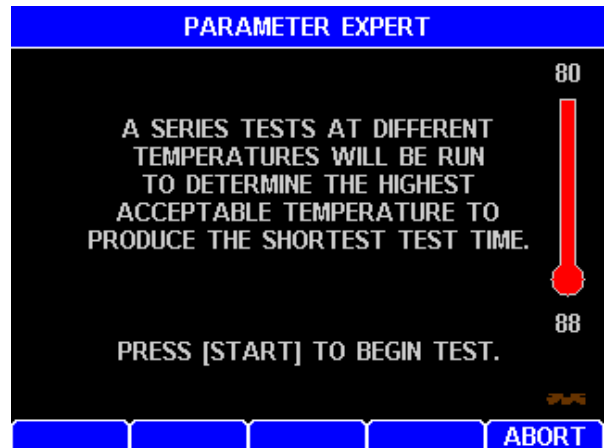 PARAMETER EXPERT
80
A SERIES TESTS AT DIFFERENT
TEMPERATURES WILL BE RUN
TO DETERMINE THE HIGHEST
ACCEPTABLE TEMPERATURE TO
PRODUCE THE SHORTEST TEST TIME.
88
PRESS [START] TO BEGIN TEST.
ABORT